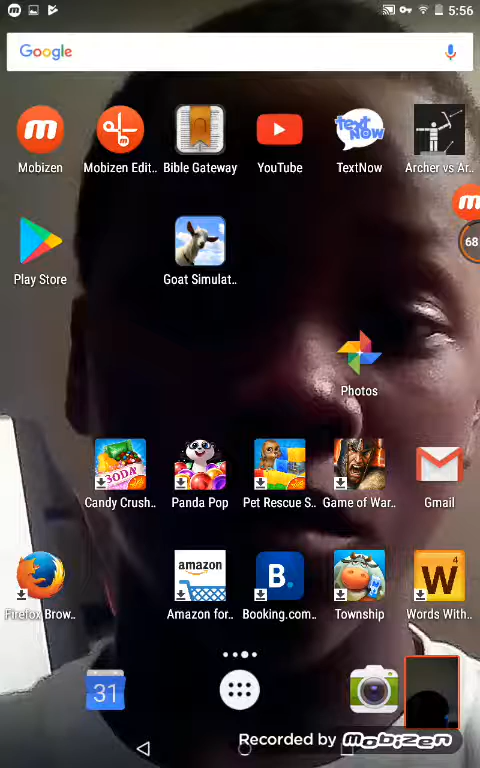 5:56
Google
m
m
text
NOW
Mobizen
Mobizen Edit..
Bible Gateway
YouTube
TextNow
Archer vs Ar..
m
68
Play Store
Goat Simulat..
Photos
SODA
Candy Crush..
Panda Pop
Pet Rescue S..
Game of War..
Gmail
amazon
B.
W
4
Firefox Brow..
Amazon for..
Booking.com..
Township
Words With..
31
Recorded by mobizen